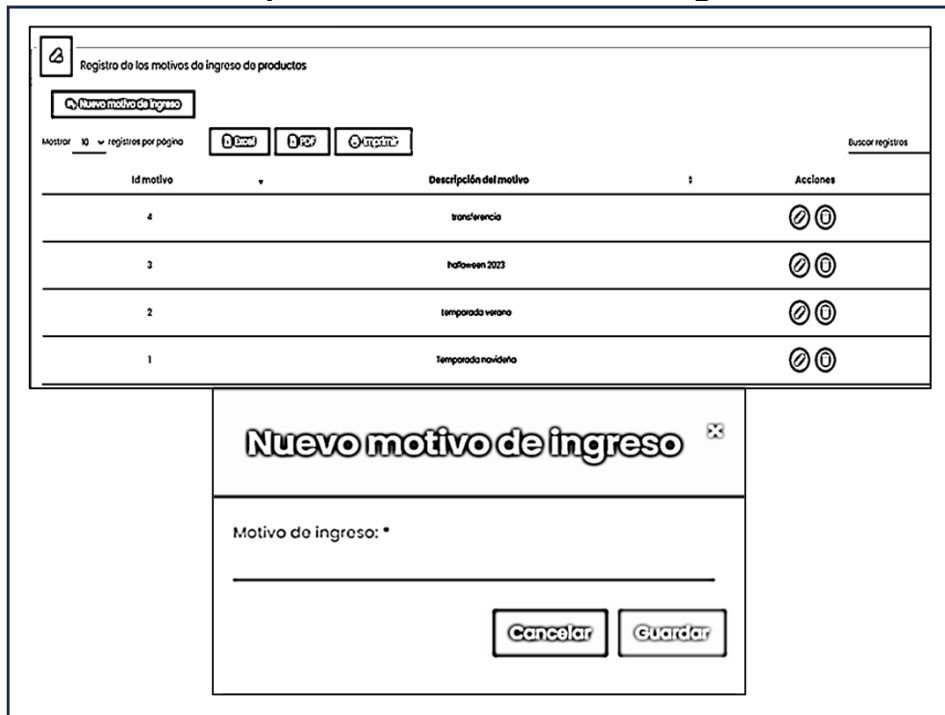 Registro de los motivos de ingreso de productos
Nuevo motivo de ingreso
Mostrar 10 registros por página Excel PDF Imprimir Buscar registros
Id motivo Descripción del motivo Acciones
4 transferencia
3 halloween 2023
2 temporada verano
1 Temporada navideña
Nuevo motivo de ingreso
Motivo de ingreso: *
Cancelar Guardar